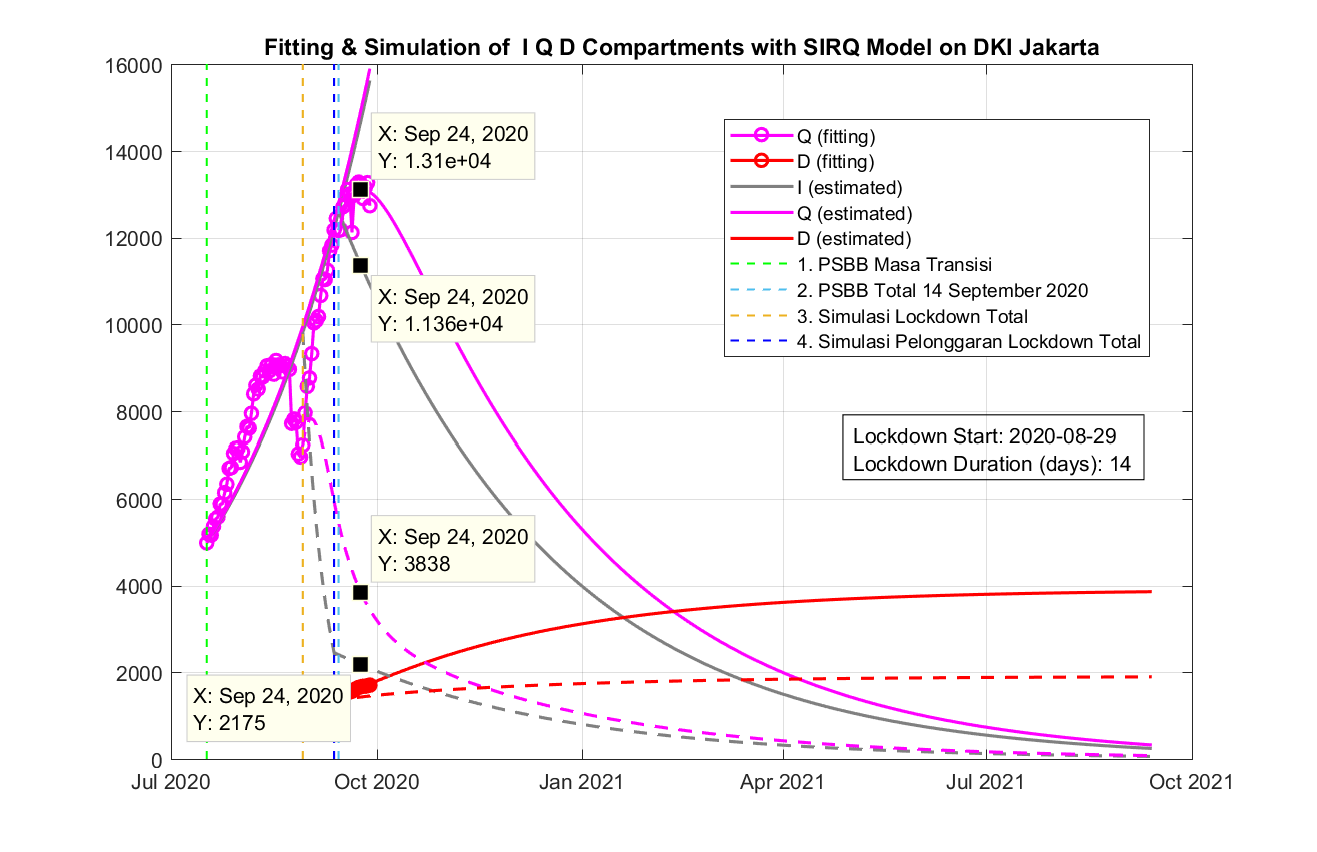 Fitting & Simulation of  I Q D Compartments with SIRQ Model on DKI Jakarta
16000
14000
12000
10000
8000
6000
4000
2000
0
X: Sep 24, 2020
Y: 1.31e+04
X: Sep 24, 2020
Y: 1.136e+04
X: Sep 24, 2020
Y: 3838
X: Sep 24, 2020
Y: 2175
Q (fitting)
D (fitting)
I (estimated)
Q (estimated)
D (estimated)
1. PSBB Masa Transisi
2. PSBB Total 14 September 2020
3. Simulasi Lockdown Total
4. Simulasi Pelonggaran Lockdown Total
Lockdown Start: 2020-08-29
Lockdown Duration (days): 14
Jul 2020
Oct 2020
Jan 2021
Apr 2021
Jul 2021
Oct 2021